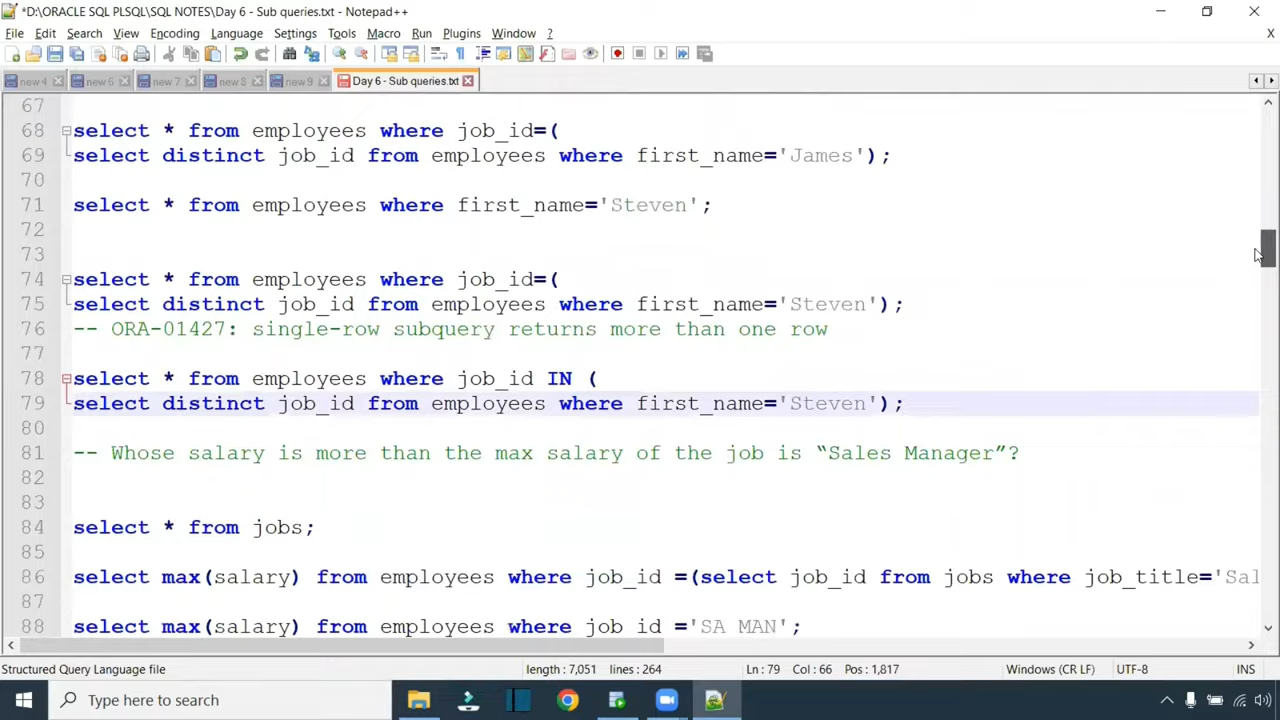 *D:\ORACLE SQL PLSQL\SQL NOTES\Day 6 - Sub queries.txt - Notepad++
File Edit Search View Encoding Language Settings Tools Macro Run Plugins Window ? X
new 4 new 6 new 7 new 8 new 9 Day 6 - Sub queries.txt
67
68 select * from employees where job_id=(
69 select distinct job_id from employees where first_name='James');
70
71 select * from employees where first_name='Steven';
72
73
74 select * from employees where job_id=(
75 select distinct job_id from employees where first_name='Steven');
76 -- ORA-01427: single-row subquery returns more than one row
77
78 select * from employees where job_id IN (
79 select distinct job_id from employees where first_name='Steven');
80
81 -- Whose salary is more than the max salary of the job is “Sales Manager”?
82
83
84 select * from jobs;
85
86 select max(salary) from employees where job_id =(select job_id from jobs where job_title='Sal
87
88 select max(salary) from employees where job_id ='SA_MAN';
Structured Query Language file length : 7,051 lines : 264 Ln : 79 Col : 66 Pos : 1,817 Windows (CR LF) UTF-8 INS
Type here to search